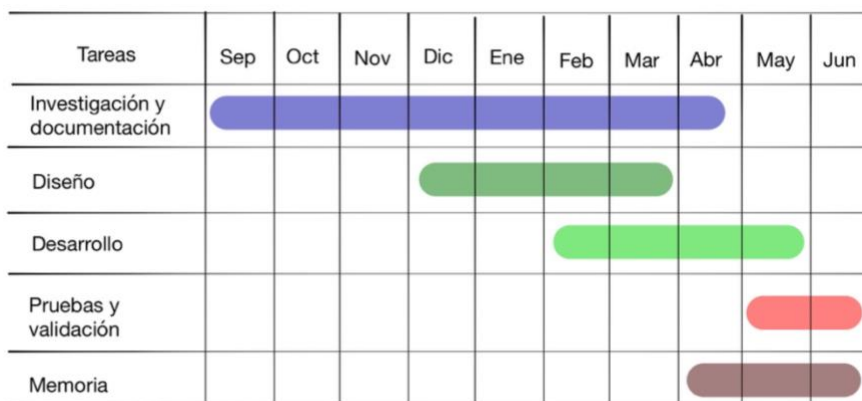 Tareas Sep Oct Nov Dic Ene Feb Mar Abr May Jun
Investigación y
documentación
Diseño
Desarrollo
Pruebas y
validación
Memoria